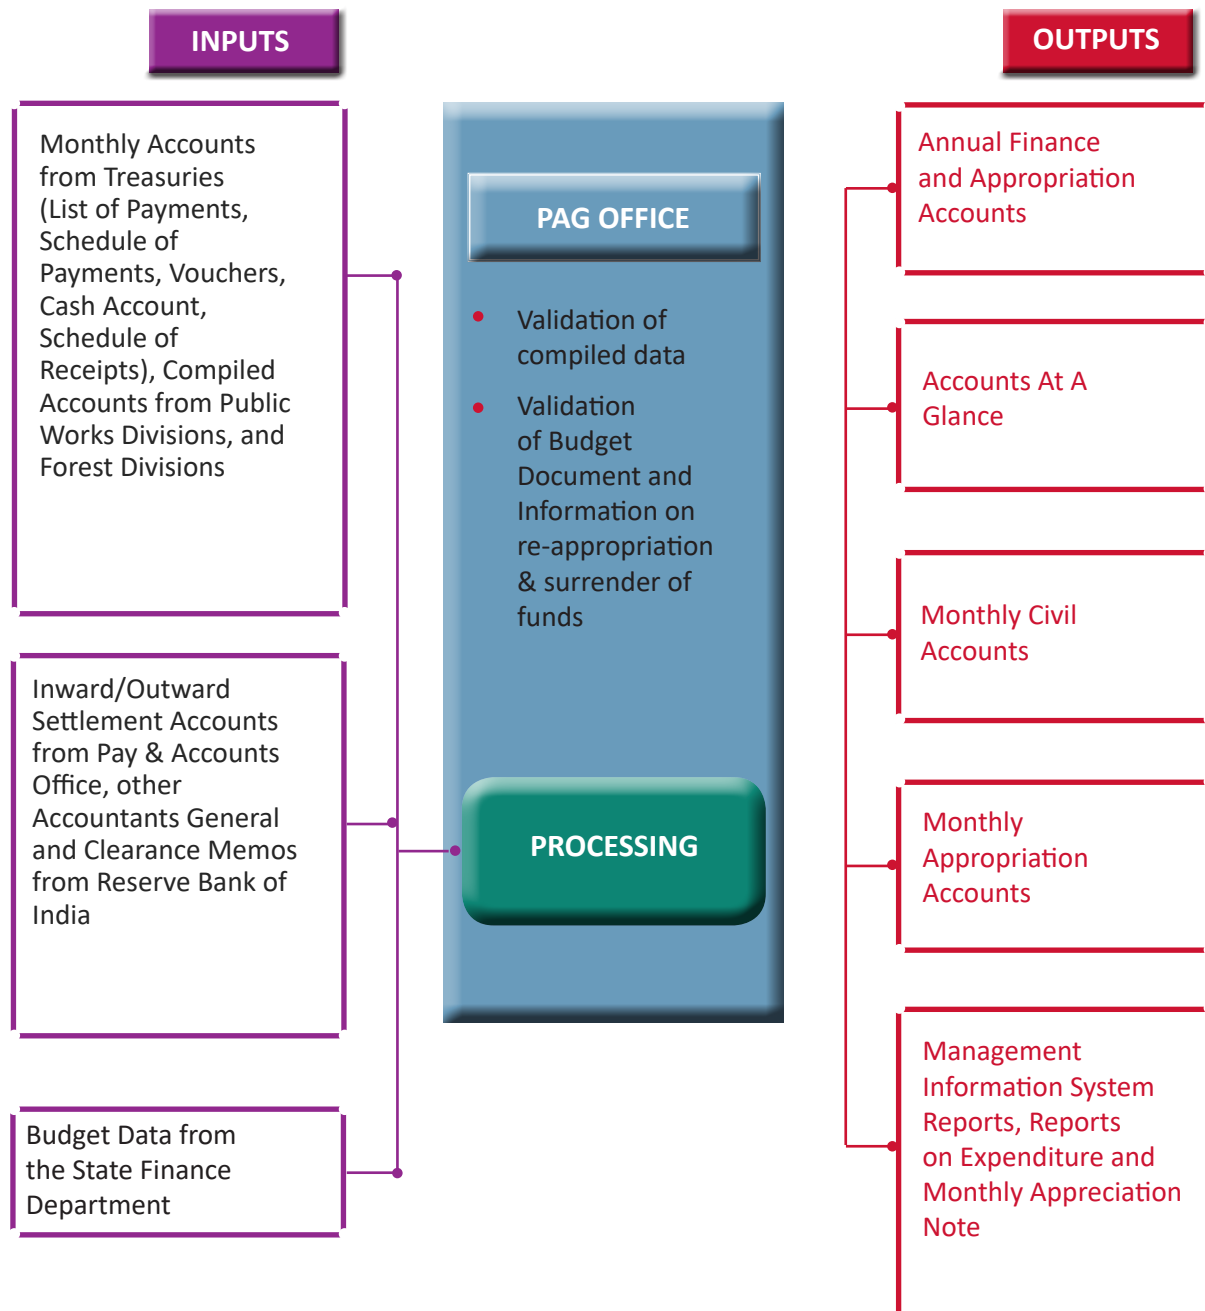 INPUTS
Monthly Accounts
from Treasuries
(List of Payments,
Schedule of
Payments, Vouchers,
Cash Account,
Schedule of
Receipts), Compiled
Accounts from Public
Works Divisions, and
Forest Divisions
Inward/Outward
Settlement Accounts
from Pay & Accounts
Office, other
Accountants General
and Clearance Memos
from Reserve Bank of
India
Budget Data from
the State Finance
Department
PAG OFFICE
• Validation of
compiled data
• Validation
of Budget
Document and
Information on
re-appropriation
& surrender of
funds
PROCESSING
OUTPUTS
Annual Finance
and Appropriation
Accounts
Accounts At A
Glance
Monthly Civil
Accounts
Monthly
Appropriation
Accounts
Management
Information System
Reports, Reports
on Expenditure and
Monthly Appreciation
Note